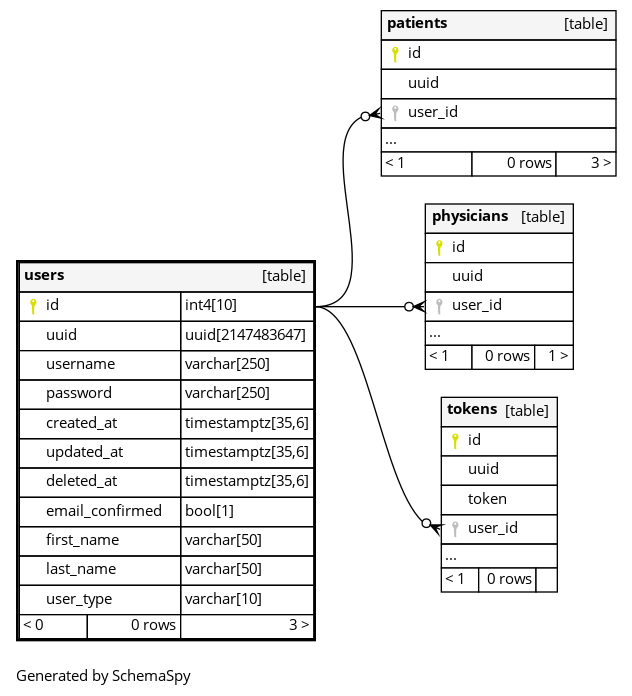 patients [table]
id
uuid
user_id
...
< 1 0 rows 3 >
physicians [table]
id
uuid
user_id
...
< 1 0 rows 1 >
users [table]
id int4[10]
uuid uuid[2147483647]
username varchar[250]
password varchar[250]
created_at timestamptz[35,6]
updated_at timestamptz[35,6]
deleted_at timestamptz[35,6]
email_confirmed bool[1]
first_name varchar[50]
last_name varchar[50]
user_type varchar[10]
< 0 0 rows 3 >
tokens [table]
id
uuid
token
user_id
...
< 1 0 rows
Generated by SchemaSpy